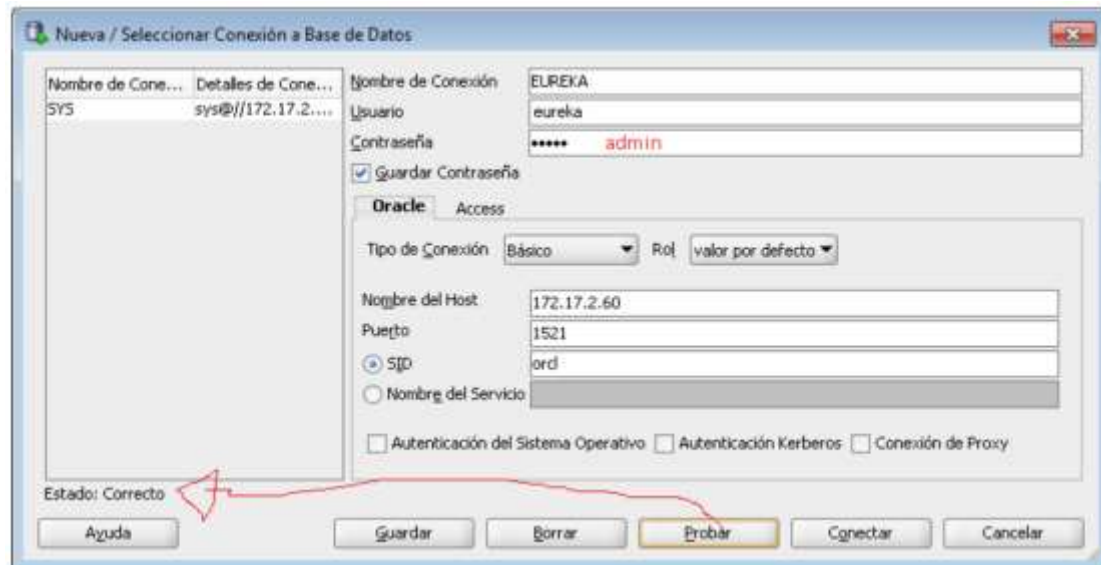 Nueva / Seleccionar Conexión a Base de Datos
Nombre de Cone... Detalles de Cone...
SYS sys@//172.17.2....
Nombre de Conexión EUREKA
Usuario eureka
Contraseña ••••• admin
Guardar Contraseña
Oracle Access
Tipo de Conexión Básico Rol valor por defecto
Nombre del Host 172.17.2.60
Puerto 1521
SID orcl
Nombre del Servicio
Autenticación del Sistema Operativo Autenticación Kerberos Conexión de Proxy
Estado: Correcto
Ayuda Guardar Borrar Probar Conectar Cancelar